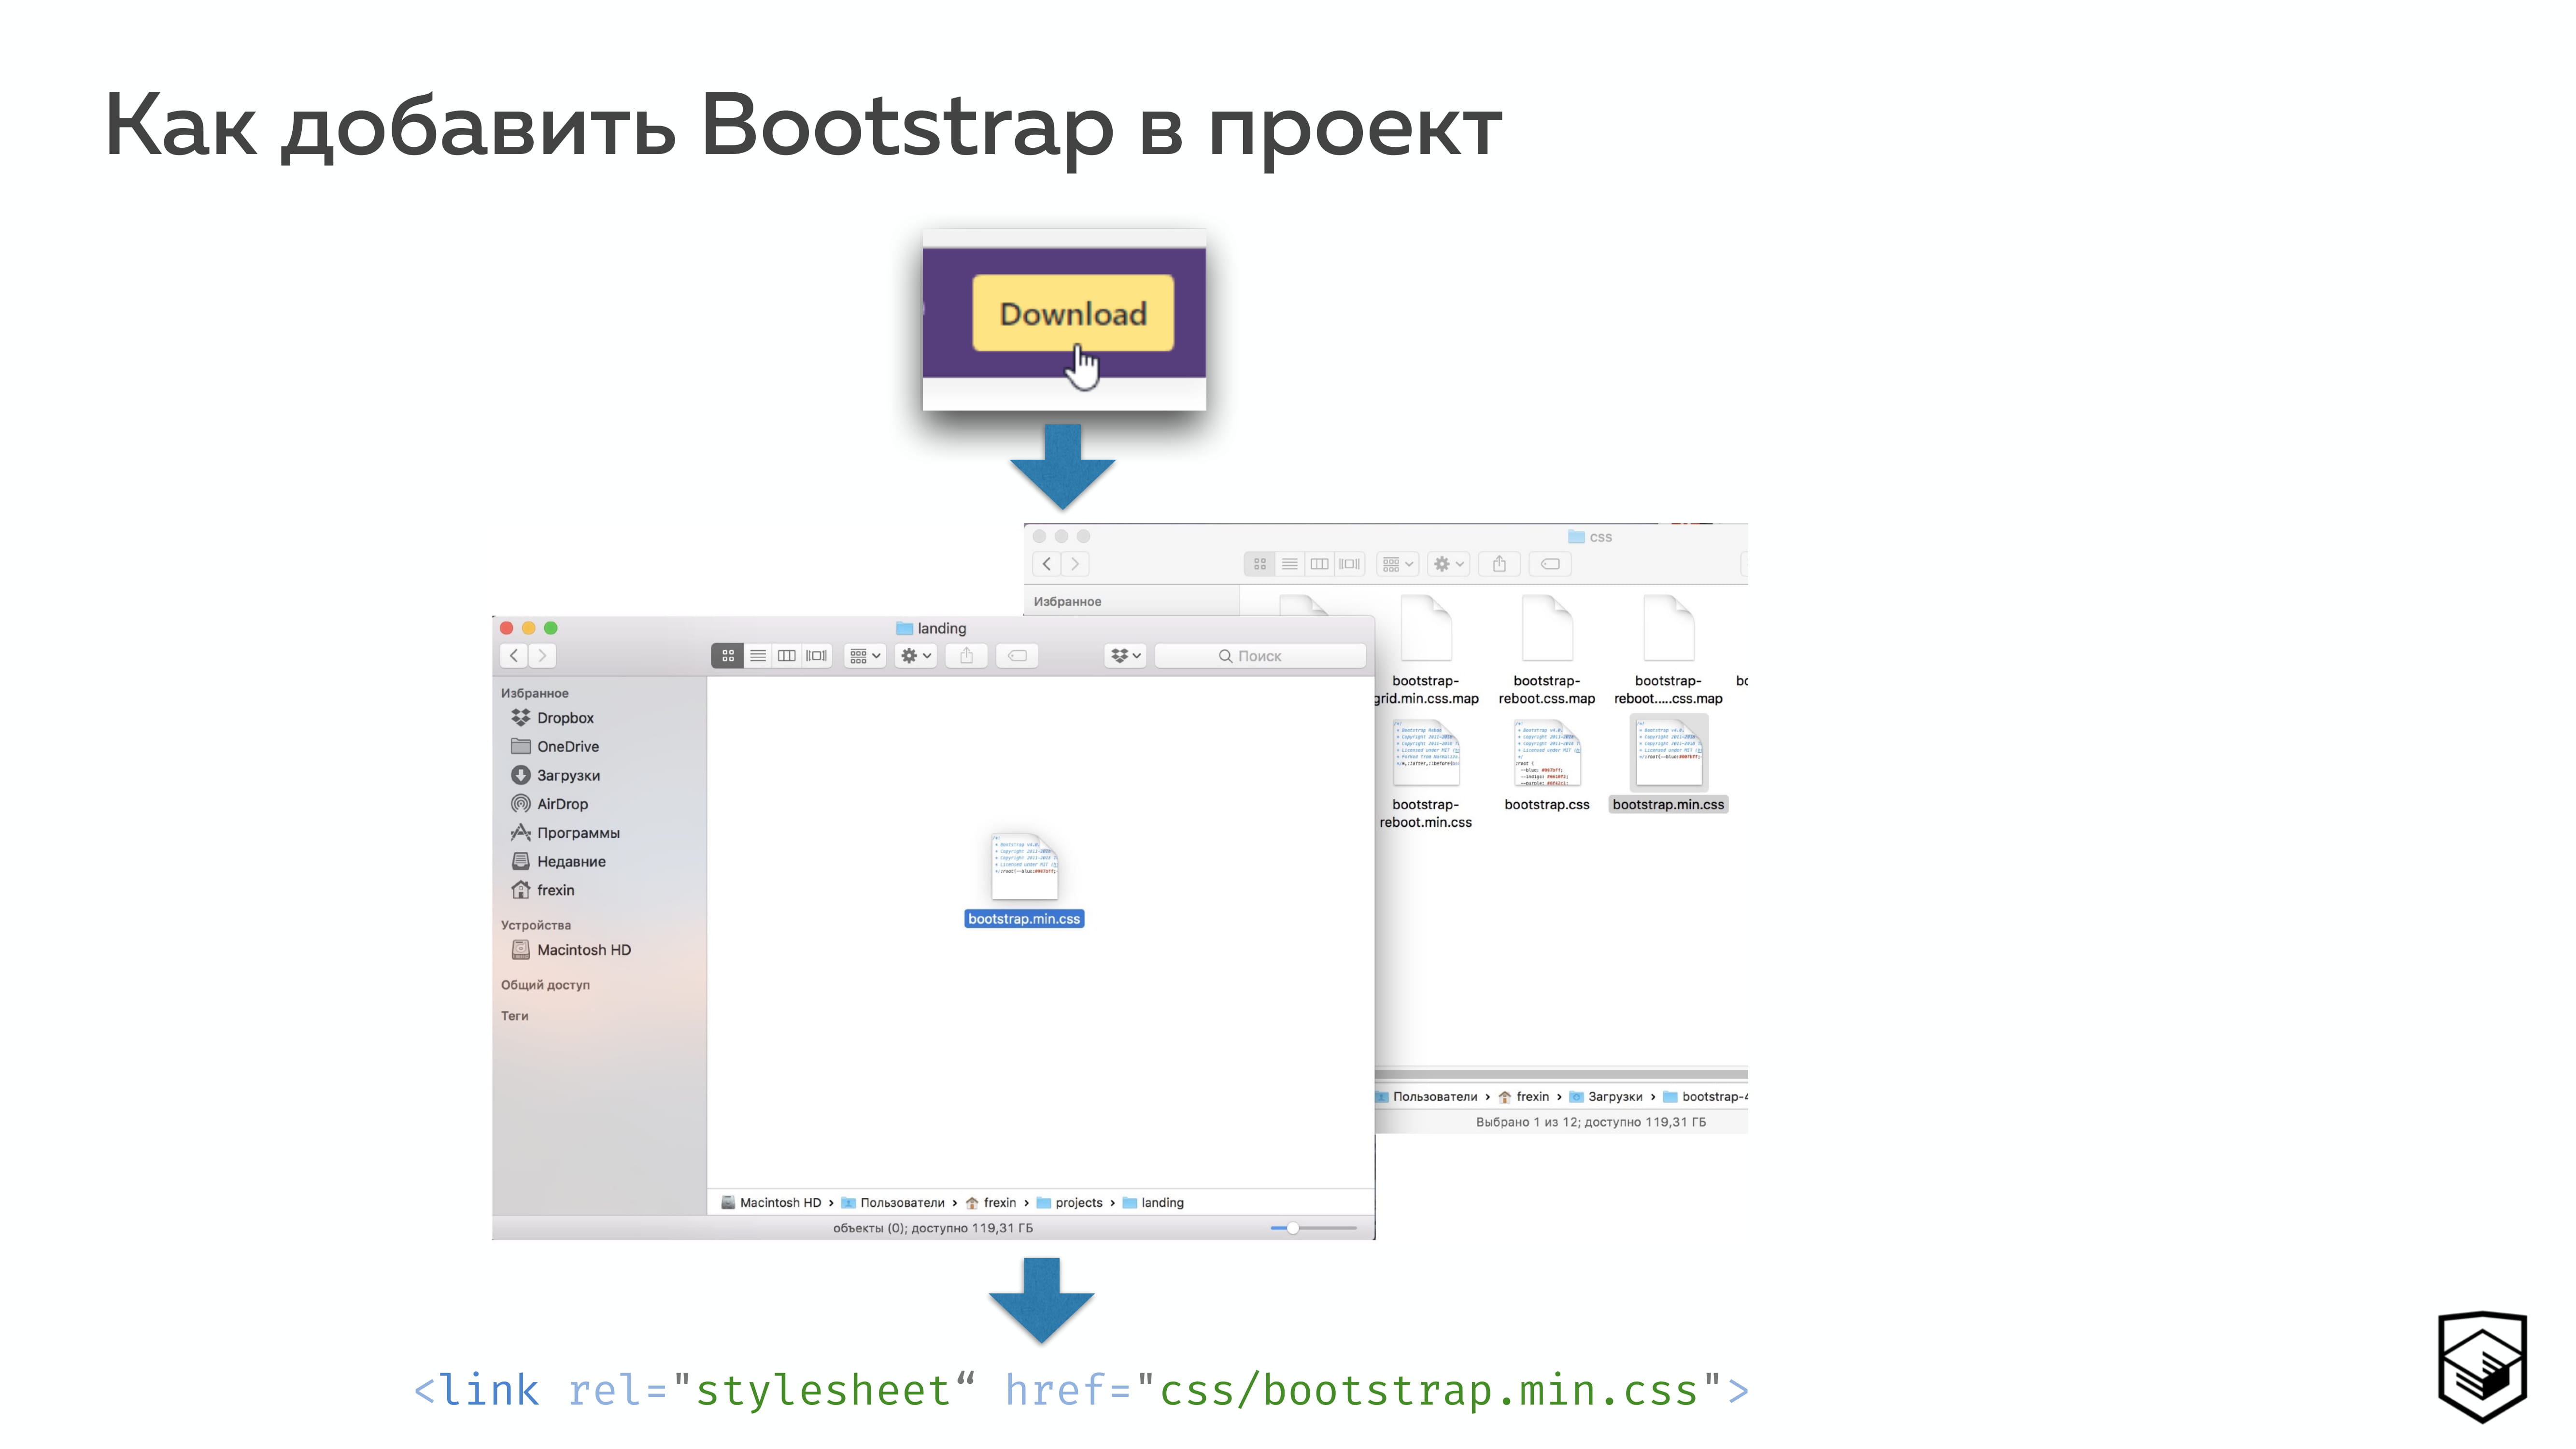 Как добавить Bootstrap в проект
Download
css
Избранное
bootstrap-
grid.min.css.map
bootstrap-
reboot.css.map
bootstrap-
reboot.....css.map
bootstrap-
reboot.min.css
bootstrap.css
bootstrap.min.css
Пользователи › frexin › Загрузки › bootstrap-4
Выбрано 1 из 12; доступно 119,31 ГБ
landing
Поиск
Избранное
Dropbox
OneDrive
Загрузки
AirDrop
Программы
Недавние
frexin
Устройства
Macintosh HD
Общий доступ
Теги
bootstrap.min.css
Macintosh HD › Пользователи › frexin › projects › landing
объекты (0); доступно 119,31 ГБ
<link rel="stylesheet“ href="css/bootstrap.min.css">